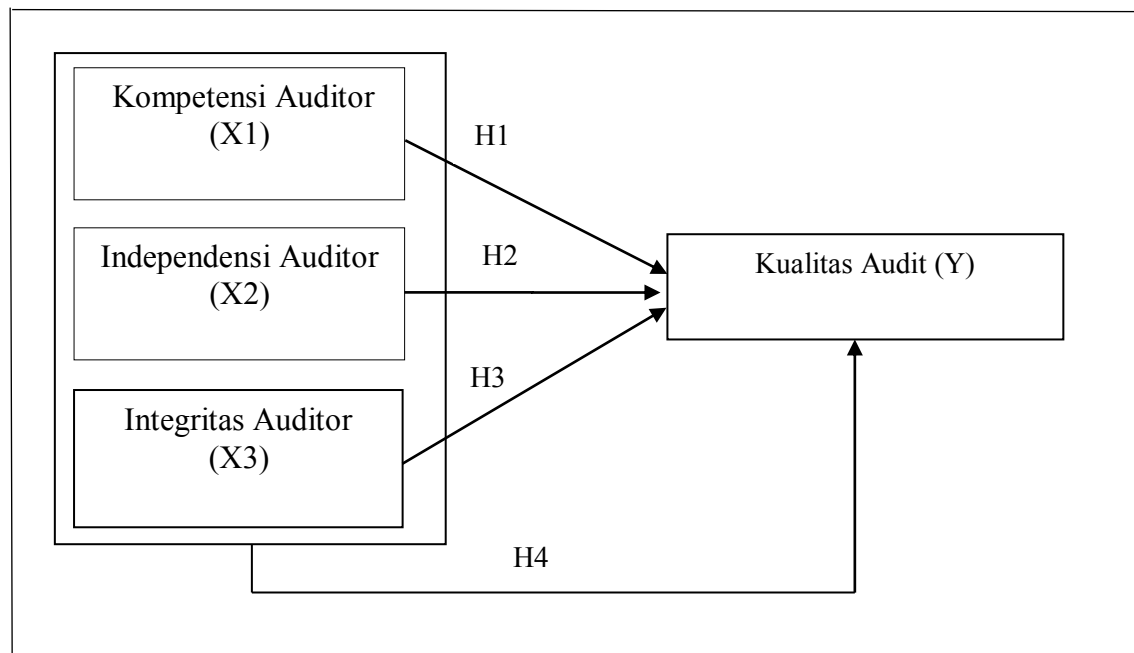 Kompetensi Auditor
(X1)
H1
Independensi Auditor
(X2)
H2
Kualitas Audit (Y)
H3
Integritas Auditor
(X3)
H4